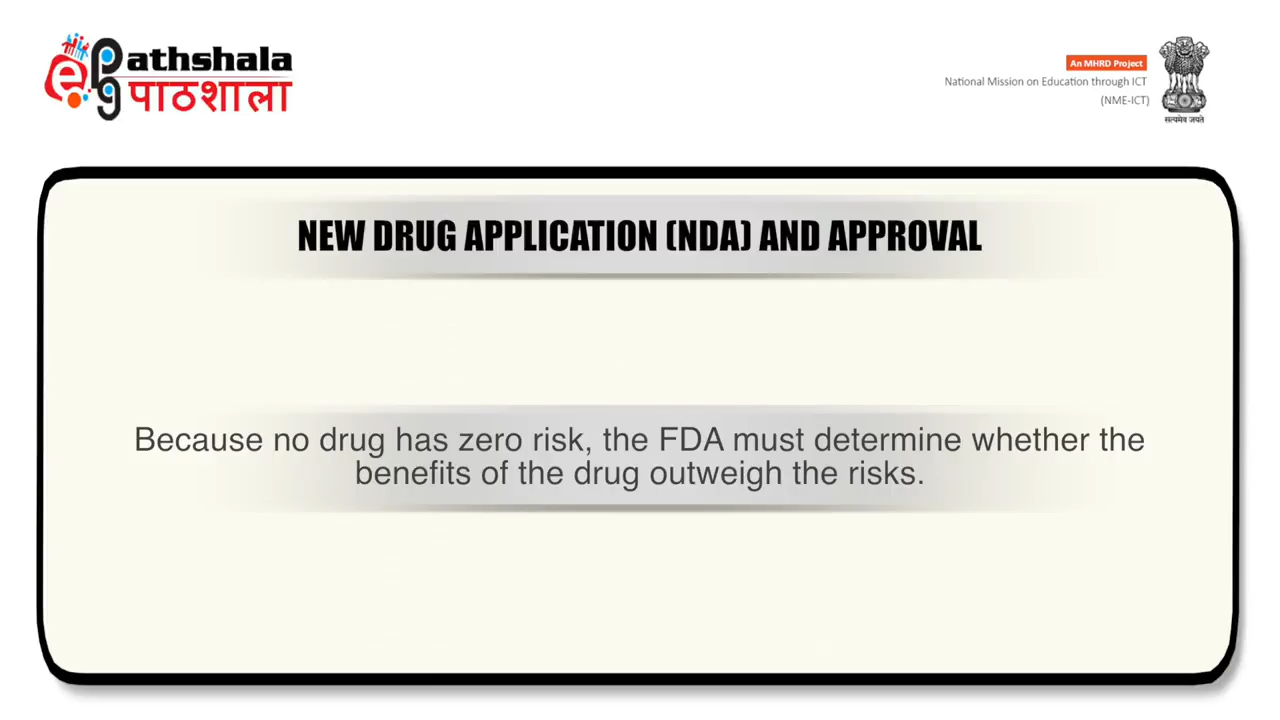 ePathshala
पाठशाला
An MHRD Project
National Mission on Education through ICT
(NME-ICT)
सत्यमेव जयते
NEW DRUG APPLICATION (NDA) AND APPROVAL
Because no drug has zero risk, the FDA must determine whether the
benefits of the drug outweigh the risks.